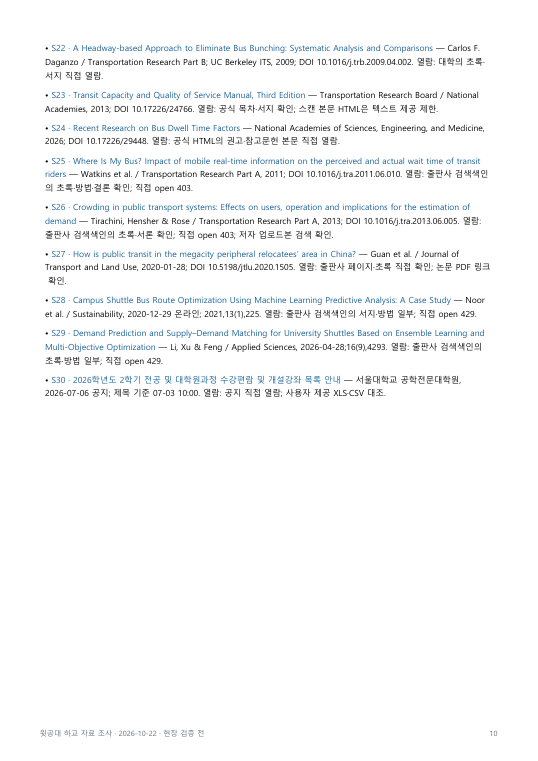 • S22 · A Headway-based Approach to Eliminate Bus Bunching: Systematic Analysis and Comparisons — Carlos F.
Daganzo / Transportation Research Part B; UC Berkeley ITS, 2009; DOI 10.1016/j.trb.2009.04.002. 열람: 대학의 초록·
서지 직접 열람.
• S23 · Transit Capacity and Quality of Service Manual, Third Edition — Transportation Research Board / National
Academies, 2013; DOI 10.17226/24766. 열람: 공식 목차·서지 확인; 스캔 본문 HTML은 텍스트 제공 제한.
• S24 · Recent Research on Bus Dwell Time Factors — National Academies of Sciences, Engineering, and Medicine,
2026; DOI 10.17226/29448. 열람: 공식 HTML의 권고·참고문헌 본문 직접 열람.
• S25 · Where Is My Bus? Impact of mobile real-time information on the perceived and actual wait time of transit
riders — Watkins et al. / Transportation Research Part A, 2011; DOI 10.1016/j.tra.2011.06.010. 열람: 출판사 검색색인
의 초록·방법·결론 확인; 직접 open 403.
• S26 · Crowding in public transport systems: Effects on users, operation and implications for the estimation of
demand — Tirachini, Hensher & Rose / Transportation Research Part A, 2013; DOI 10.1016/j.tra.2013.06.005. 열람:
출판사 검색색인의 초록·서론 확인; 직접 open 403; 저자 업로드본 검색 확인.
• S27 · How is public transit in the megacity peripheral relocatees' area in China? — Guan et al. / Journal of
Transport and Land Use, 2020-01-28; DOI 10.5198/jtlu.2020.1505. 열람: 출판사 페이지·초록 직접 확인; 논문 PDF 링크
확인.
• S28 · Campus Shuttle Bus Route Optimization Using Machine Learning Predictive Analysis: A Case Study — Noor
et al. / Sustainability, 2020-12-29 온라인; 2021,13(1),225. 열람: 출판사 검색색인의 서지·방법 일부; 직접 open 429.
• S29 · Demand Prediction and Supply–Demand Matching for University Shuttles Based on Ensemble Learning and
Multi-Objective Optimization — Li, Xu & Feng / Applied Sciences, 2026-04-28;16(9),4293. 열람: 출판사 검색색인의
초록·방법 일부; 직접 open 429.
• S30 · 2026학년도 2학기 전공 및 대학원과정 수강편람 및 개설강좌 목록 안내 — 서울대학교 공학전문대학원,
2026-07-06 공지; 제목 기준 07-03 10:00. 열람: 공지 직접 열람; 사용자 제공 XLS·CSV 대조.
윗공대 하교 자료 조사 · 2026-10-22 · 현장 검증 전
10